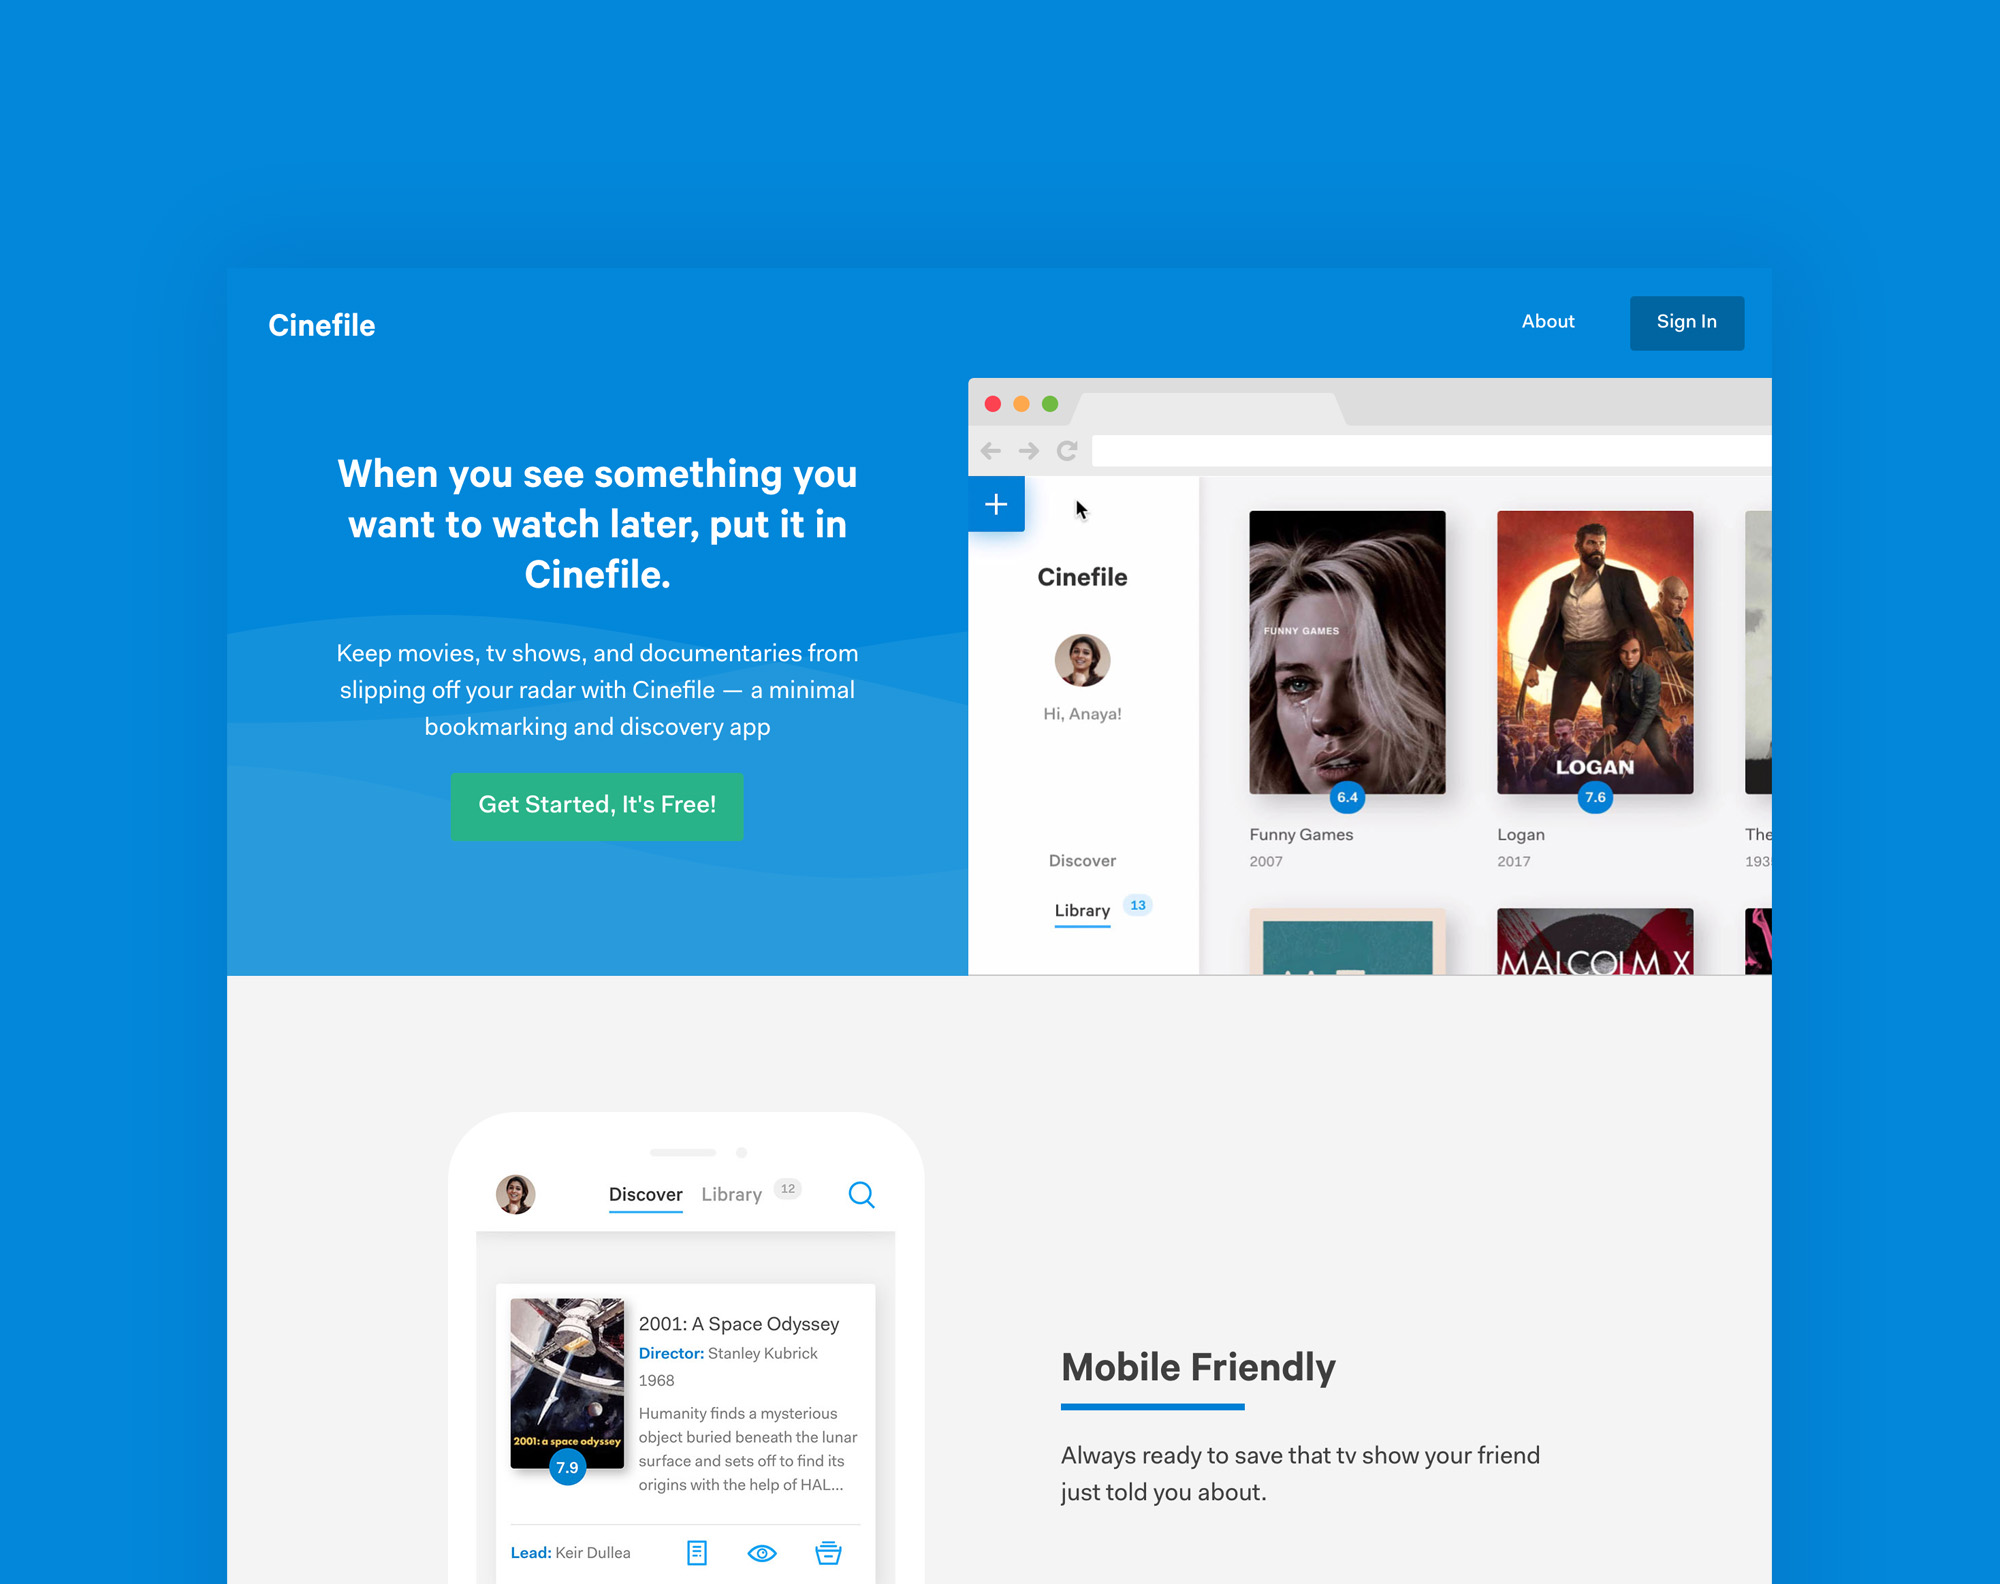 Cinefile
About
Sign In
When you see something you
want to watch later, put it in
Cinefile.
Keep movies, tv shows, and documentaries from
slipping off your radar with Cinefile — a minimal
bookmarking and discovery app
Get Started, It's Free!
Cinefile
Hi, Anaya!
Discover
Library 13
FUNNY GAMES
6.4
Funny Games
2007
LOGAN
7.6
Logan
2017
The
193
MALCOLM X
Discover Library 12
2001: a space odyssey
7.9
2001: A Space Odyssey
Director: Stanley Kubrick
1968
Humanity finds a mysterious
object buried beneath the lunar
surface and sets off to find its
origins with the help of HAL...
Lead: Keir Dullea
Mobile Friendly
Always ready to save that tv show your friend
just told you about.